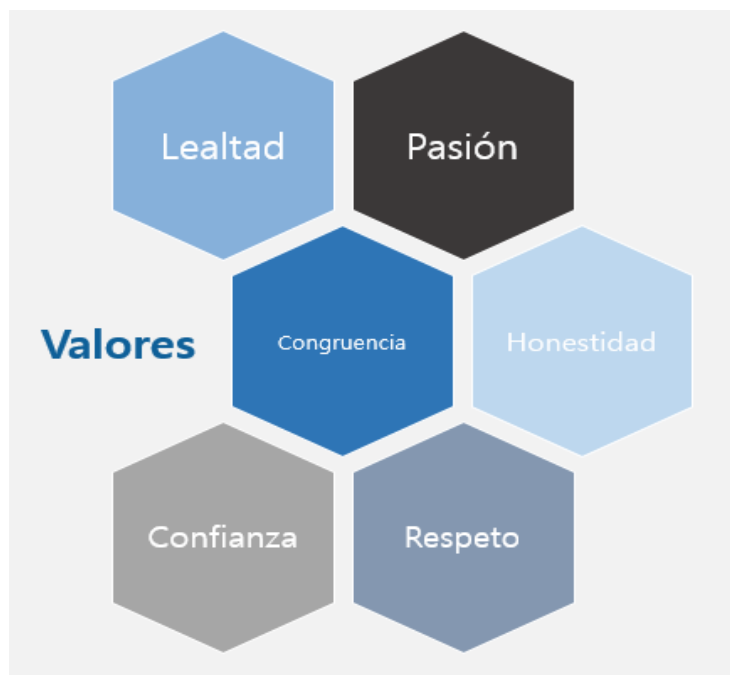 Lealtad
Pasión
Valores
Congruencia
Honestidad
Confianza
Respeto